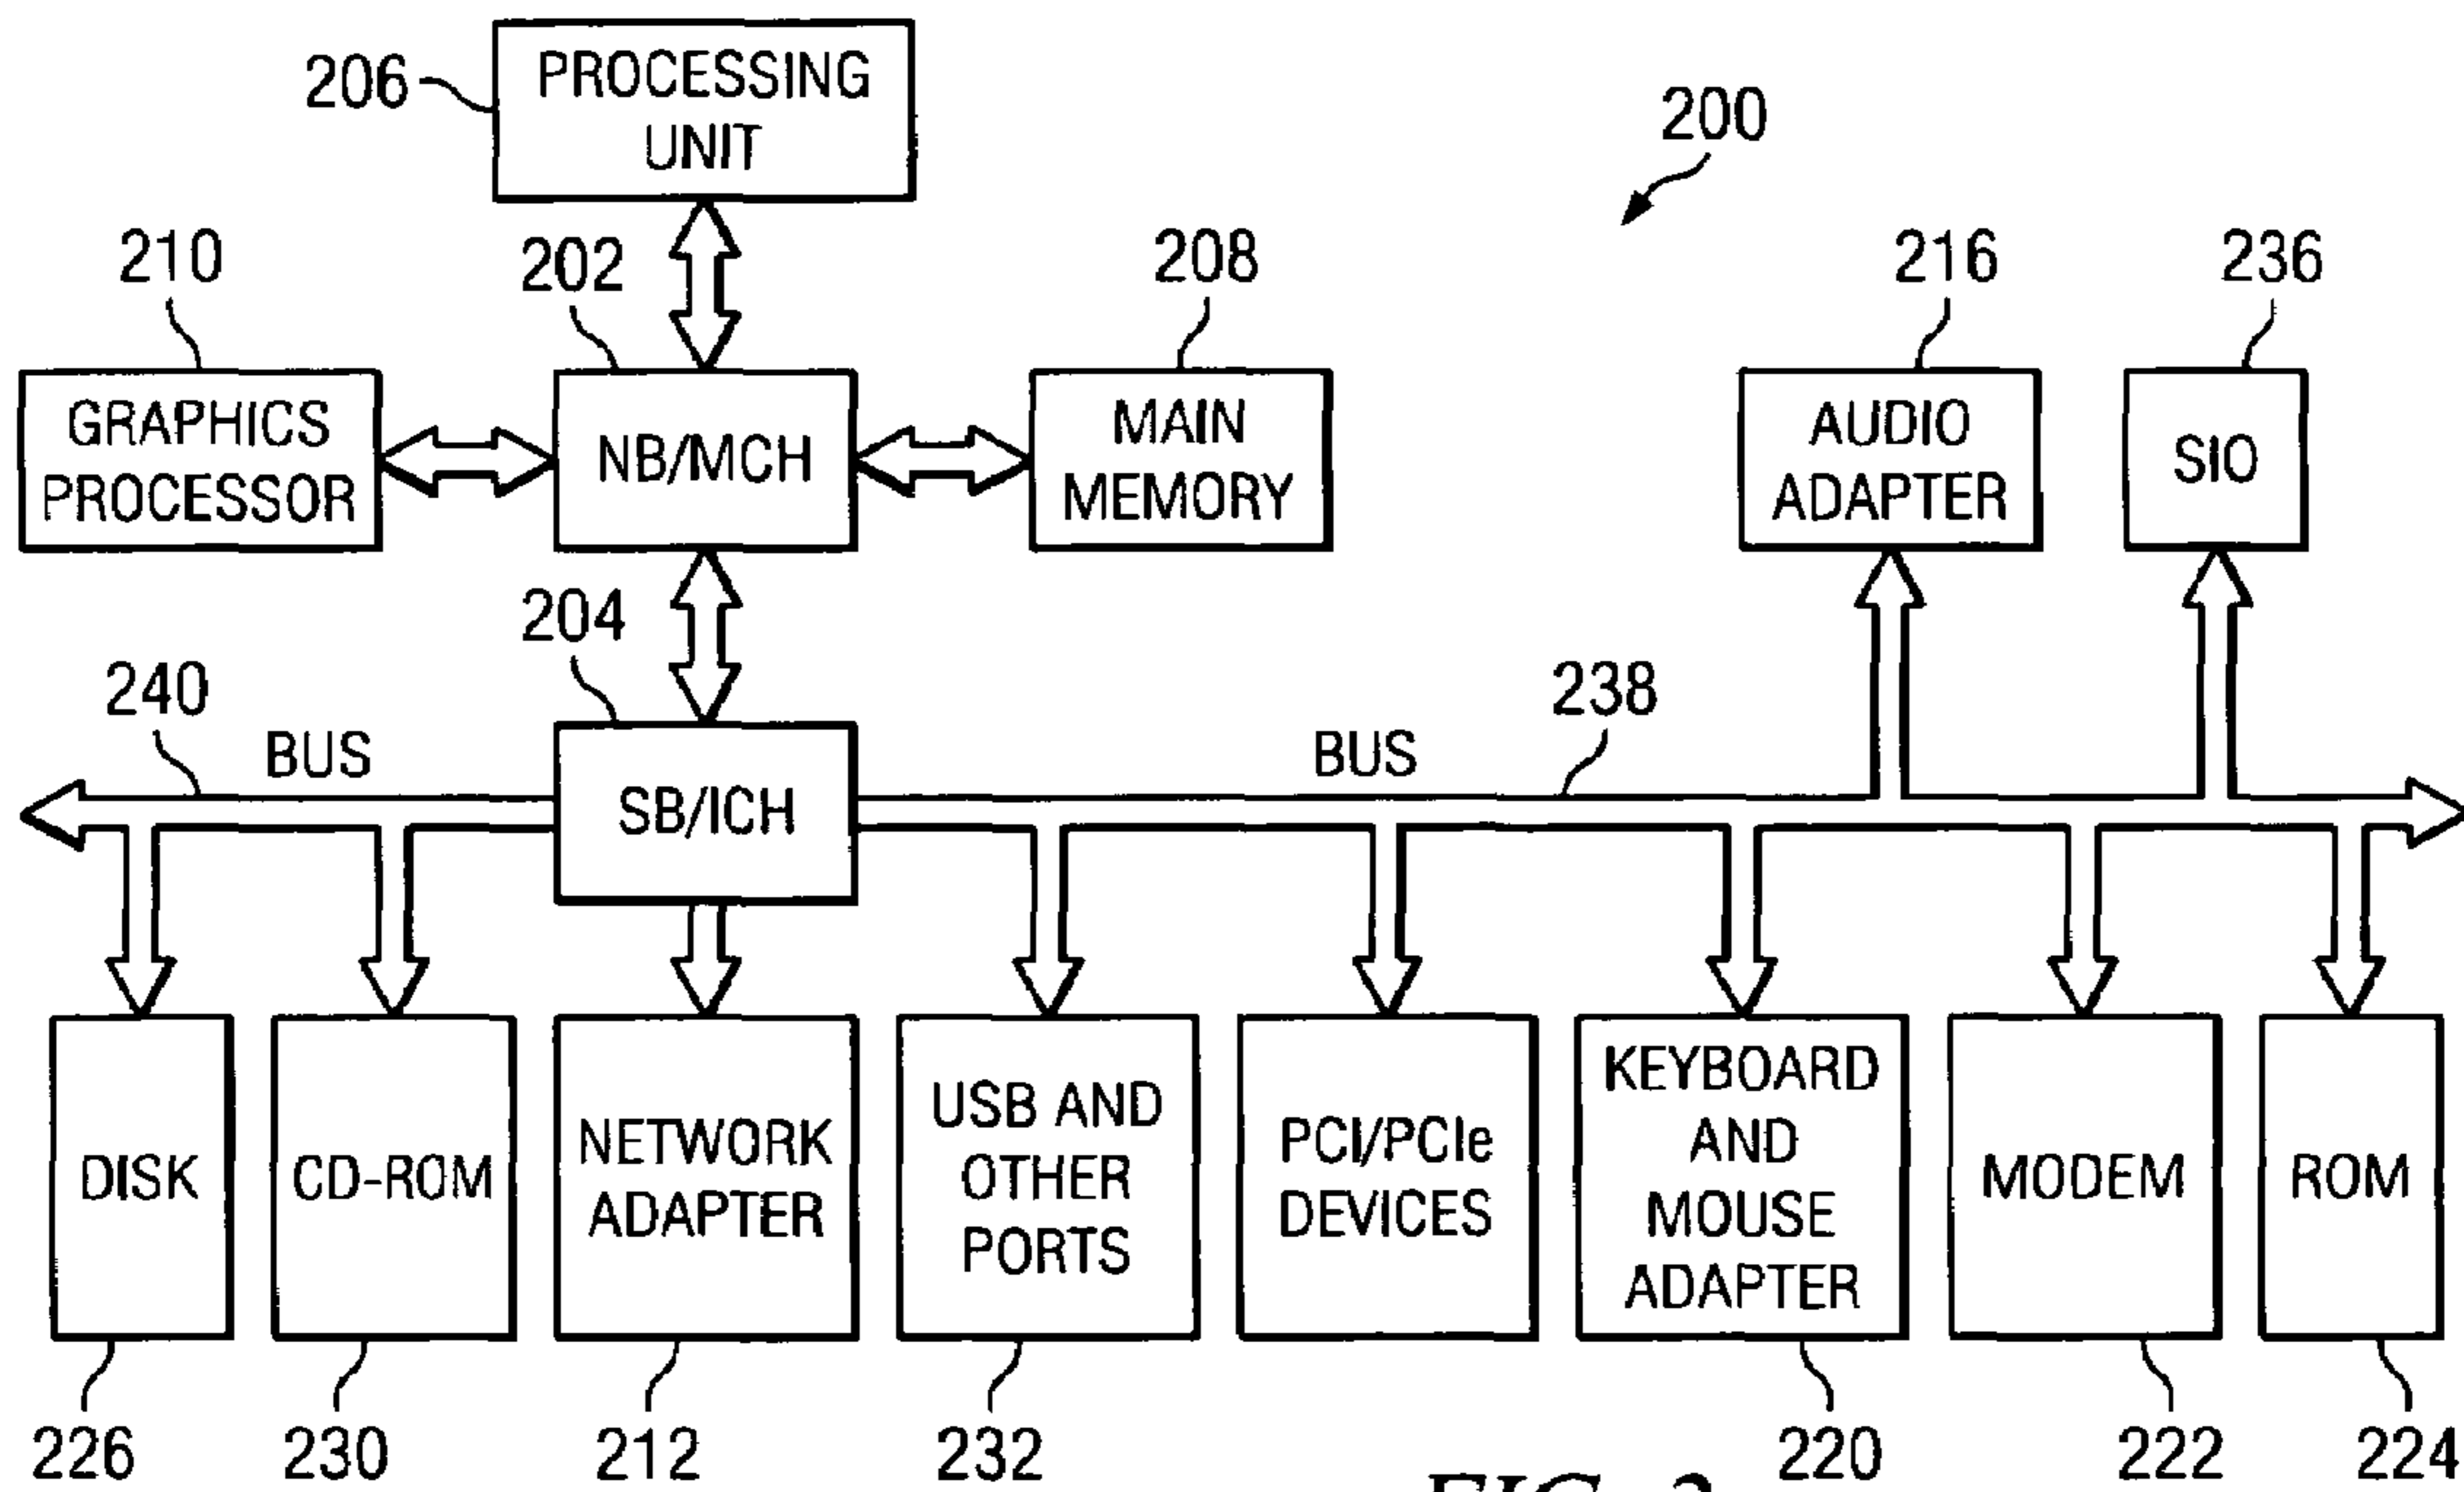 206
PROCESSING
UNIT
200
210
202
208
216
236
GRAPHICS
PROCESSOR
NB/MCH
MAIN
MEMORY
AUDIO
ADAPTER
SIO
204
240
BUS
SB/ICH
BUS
238
DISK
CD-ROM
NETWORK
ADAPTER
USB AND
OTHER
PORTS
PCI/PCIe
DEVICES
KEYBOARD
AND
MOUSE
ADAPTER
MODEM
ROM
226
230
212
232
220
222
224
FIG.